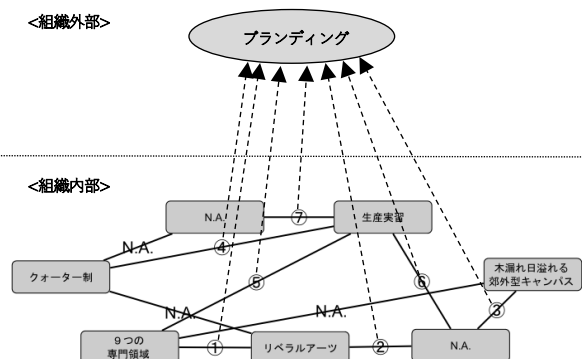 <組織外部>
ブランディング
<組織内部>
N.A.
⑦
生産実習
N.A.
④
クォーター制
⑤
⑥
木漏れ日溢れる
郊外型キャンパス
N.A.
N.A.
③
9つの
専門領域
①
リベラルアーツ
②
N.A.